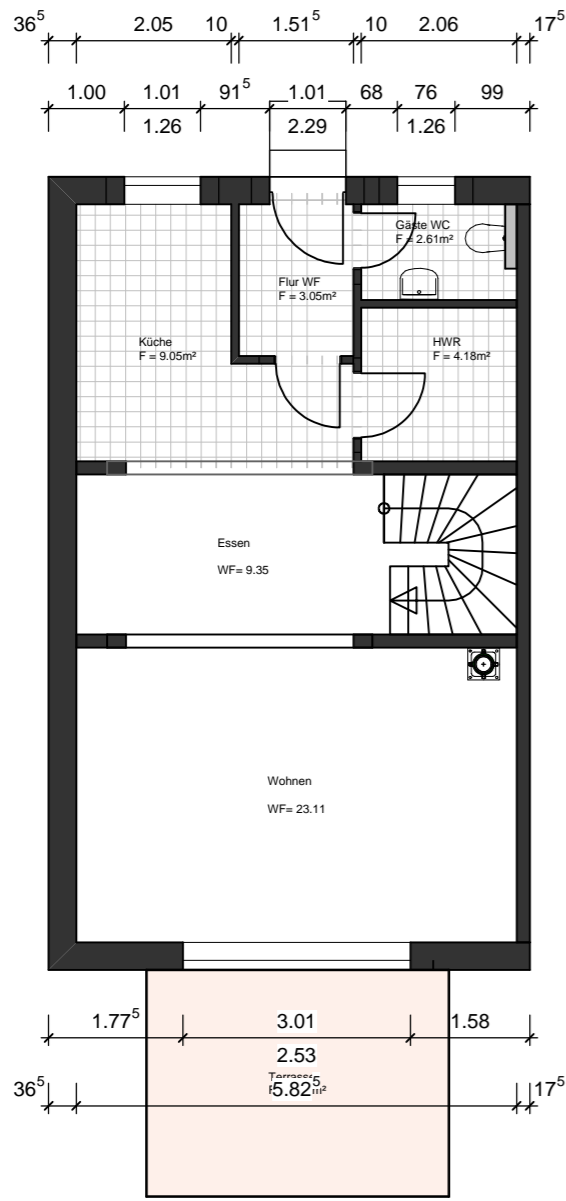 36⁵ 2.05 10 1.51⁵ 10 2.06 17⁵
1.00 1.01 91⁵ 1.01 68 76 99
1.26 2.29 1.26
Gäste WC
F = 2.61m²
Flur WF
F = 3.05m²
Küche
F = 9.05m²
HWR
F = 4.18m²
Essen
WF= 9.35
Wohnen
WF= 23.11
1.77⁵ 3.01 1.58
2.53
36⁵ 5.82⁵ 17⁵